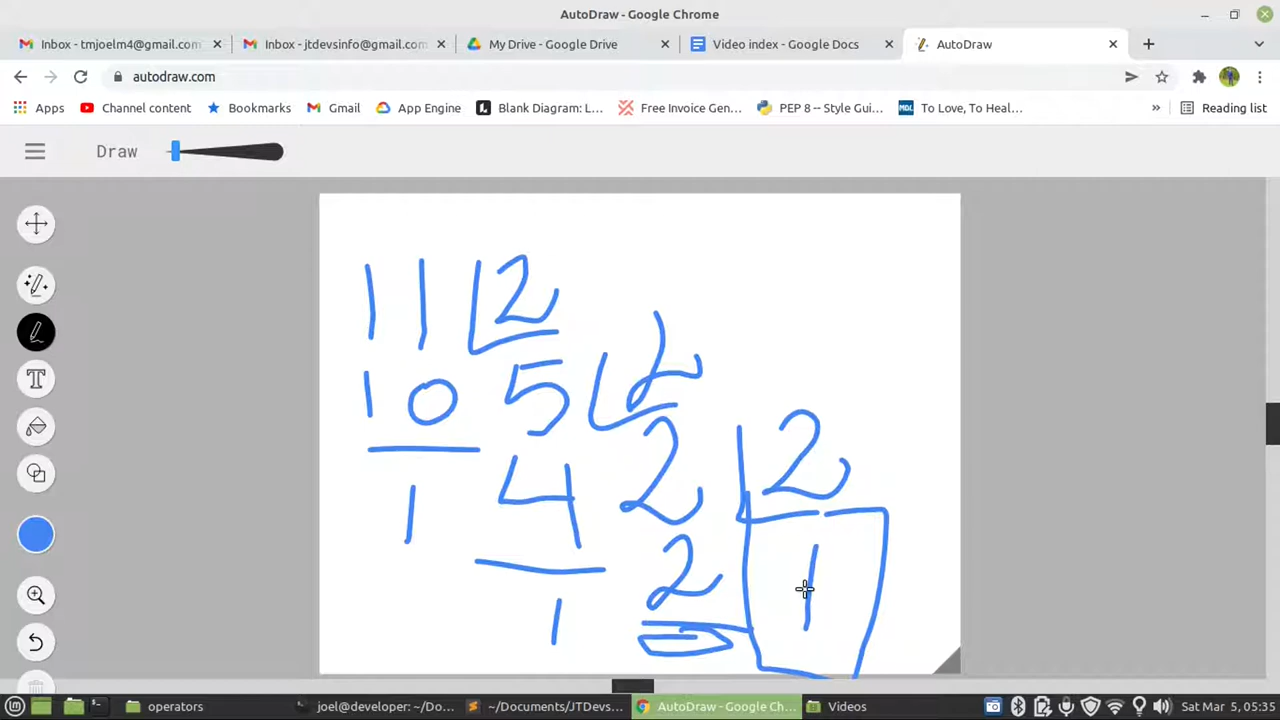 AutoDraw - Google Chrome
Inbox - tmjoelm4@gmail.com
Inbox - jtdevsinfo@gmail.co
My Drive - Google Drive
Video index - Google Docs
AutoDraw
autodraw.com
Apps
Channel content
Bookmarks
Gmail
App Engine
Blank Diagram: L...
Free Invoice Gen...
PEP 8 -- Style Gui...
MDL
To Love, To Heal...
»
Reading list
Draw
11 2
10 5 2
1 4 2 2
1 2 1
0
T
operators
joel@developer: ~/Do...
~/Documents/JTDevs...
AutoDraw - Google Ch...
Videos
Sat Mar 5, 05:35